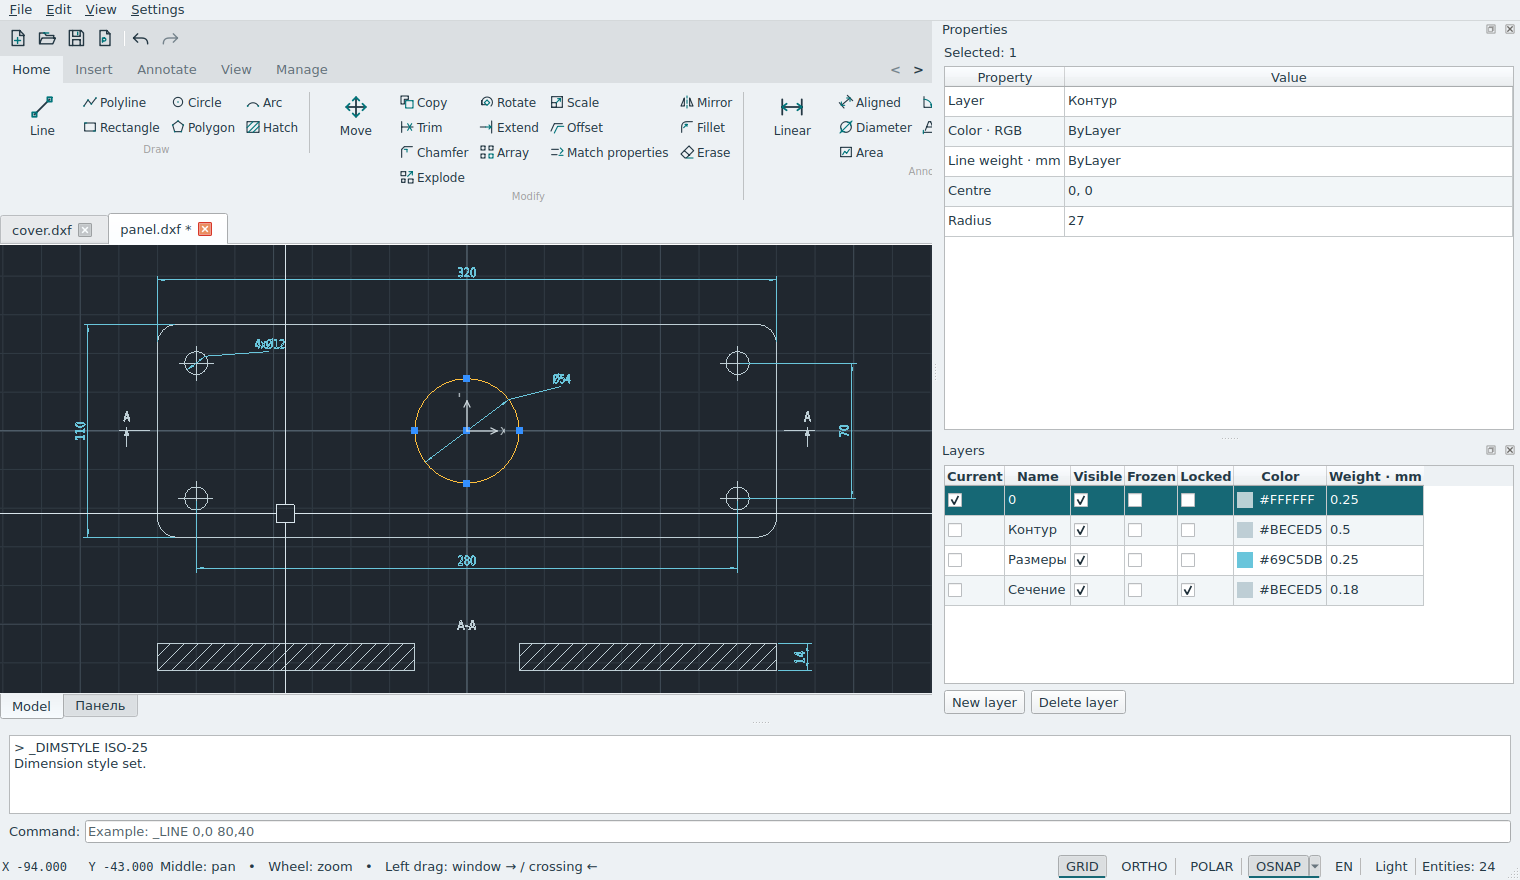 File Edit View Settings
Home Insert Annotate View Manage < >
Line
Polyline Circle Arc
Rectangle Polygon Hatch
Draw
Move
Copy Rotate Scale Mirror
Trim Extend Offset Fillet
Chamfer Array Match properties Erase
Explode
Modify
Linear
Aligned
Diameter
Area
Anno
cover.dxf
panel.dxf *
320
4xØ12
Ø54
110
A
A
70
X
280
A-A
14
Model Панель
Properties
Selected: 1
Property Value
Layer Контур
Color · RGB ByLayer
Line weight · mm ByLayer
Centre 0, 0
Radius 27
Layers
Current Name Visible Frozen Locked Color Weight · mm
0 #FFFFFF 0.25
Контур #BECED5 0.5
Размеры #69C5DB 0.25
Сечение #BECED5 0.18
New layer Delete layer
> _DIMSTYLE ISO-25
Dimension style set.
Command: Example: _LINE 0,0 80,40
X -94.000 Y -43.000 Middle: pan • Wheel: zoom • Left drag: window → / crossing ←
GRID ORTHO POLAR OSNAP EN Light Entities: 24